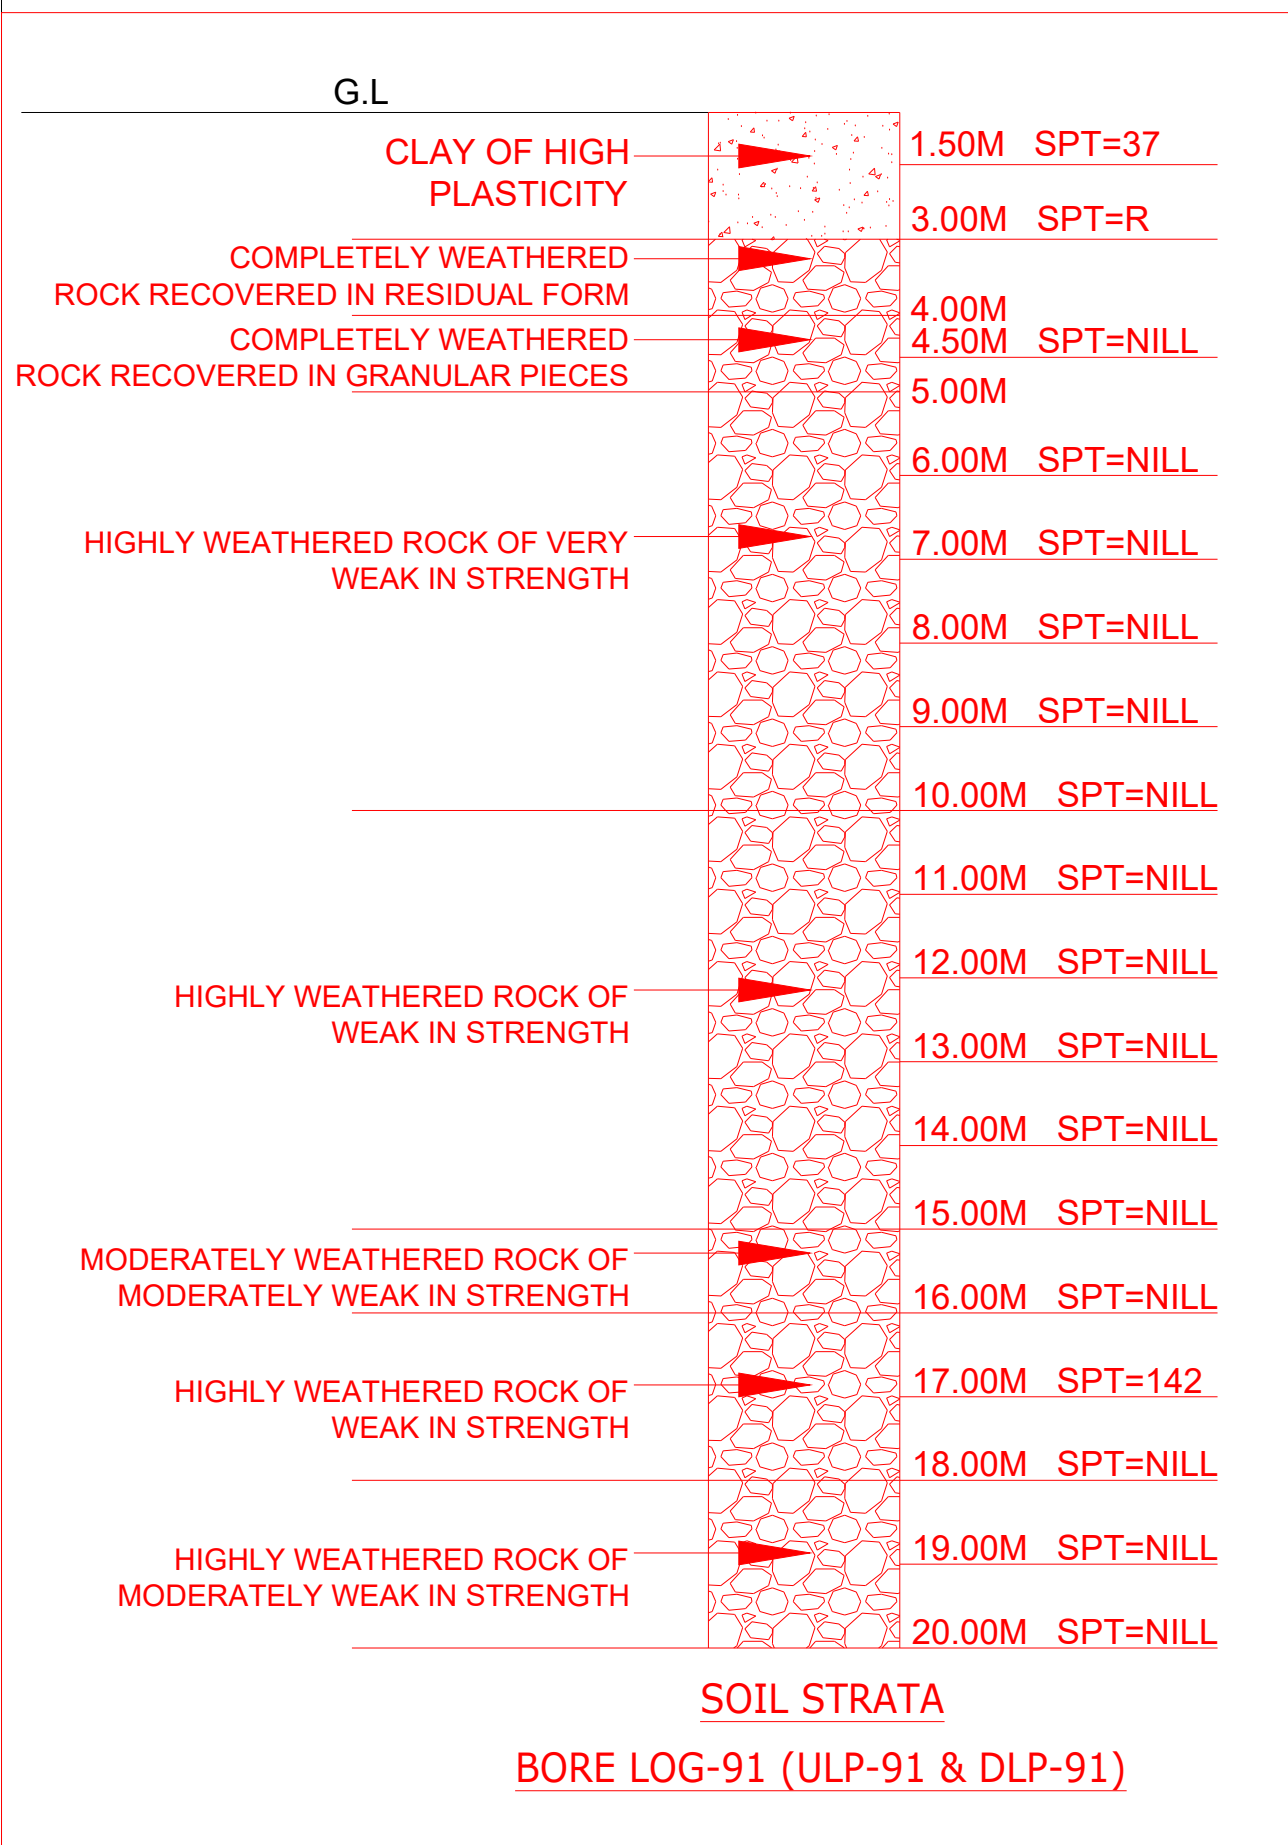 G.L
CLAY OF HIGH
PLASTICITY
1.50M SPT=37
3.00M SPT=R
COMPLETELY WEATHERED
ROCK RECOVERED IN RESIDUAL FORM
4.00M
COMPLETELY WEATHERED
ROCK RECOVERED IN GRANULAR PIECES
4.50M SPT=NILL
5.00M
6.00M SPT=NILL
HIGHLY WEATHERED ROCK OF VERY
WEAK IN STRENGTH
7.00M SPT=NILL
8.00M SPT=NILL
9.00M SPT=NILL
10.00M SPT=NILL
11.00M SPT=NILL
12.00M SPT=NILL
HIGHLY WEATHERED ROCK OF
WEAK IN STRENGTH
13.00M SPT=NILL
14.00M SPT=NILL
15.00M SPT=NILL
MODERATELY WEATHERED ROCK OF
MODERATELY WEAK IN STRENGTH
16.00M SPT=NILL
HIGHLY WEATHERED ROCK OF
WEAK IN STRENGTH
17.00M SPT=142
18.00M SPT=NILL
HIGHLY WEATHERED ROCK OF
MODERATELY WEAK IN STRENGTH
19.00M SPT=NILL
20.00M SPT=NILL
SOIL STRATA
BORE LOG-91 (ULP-91 & DLP-91)